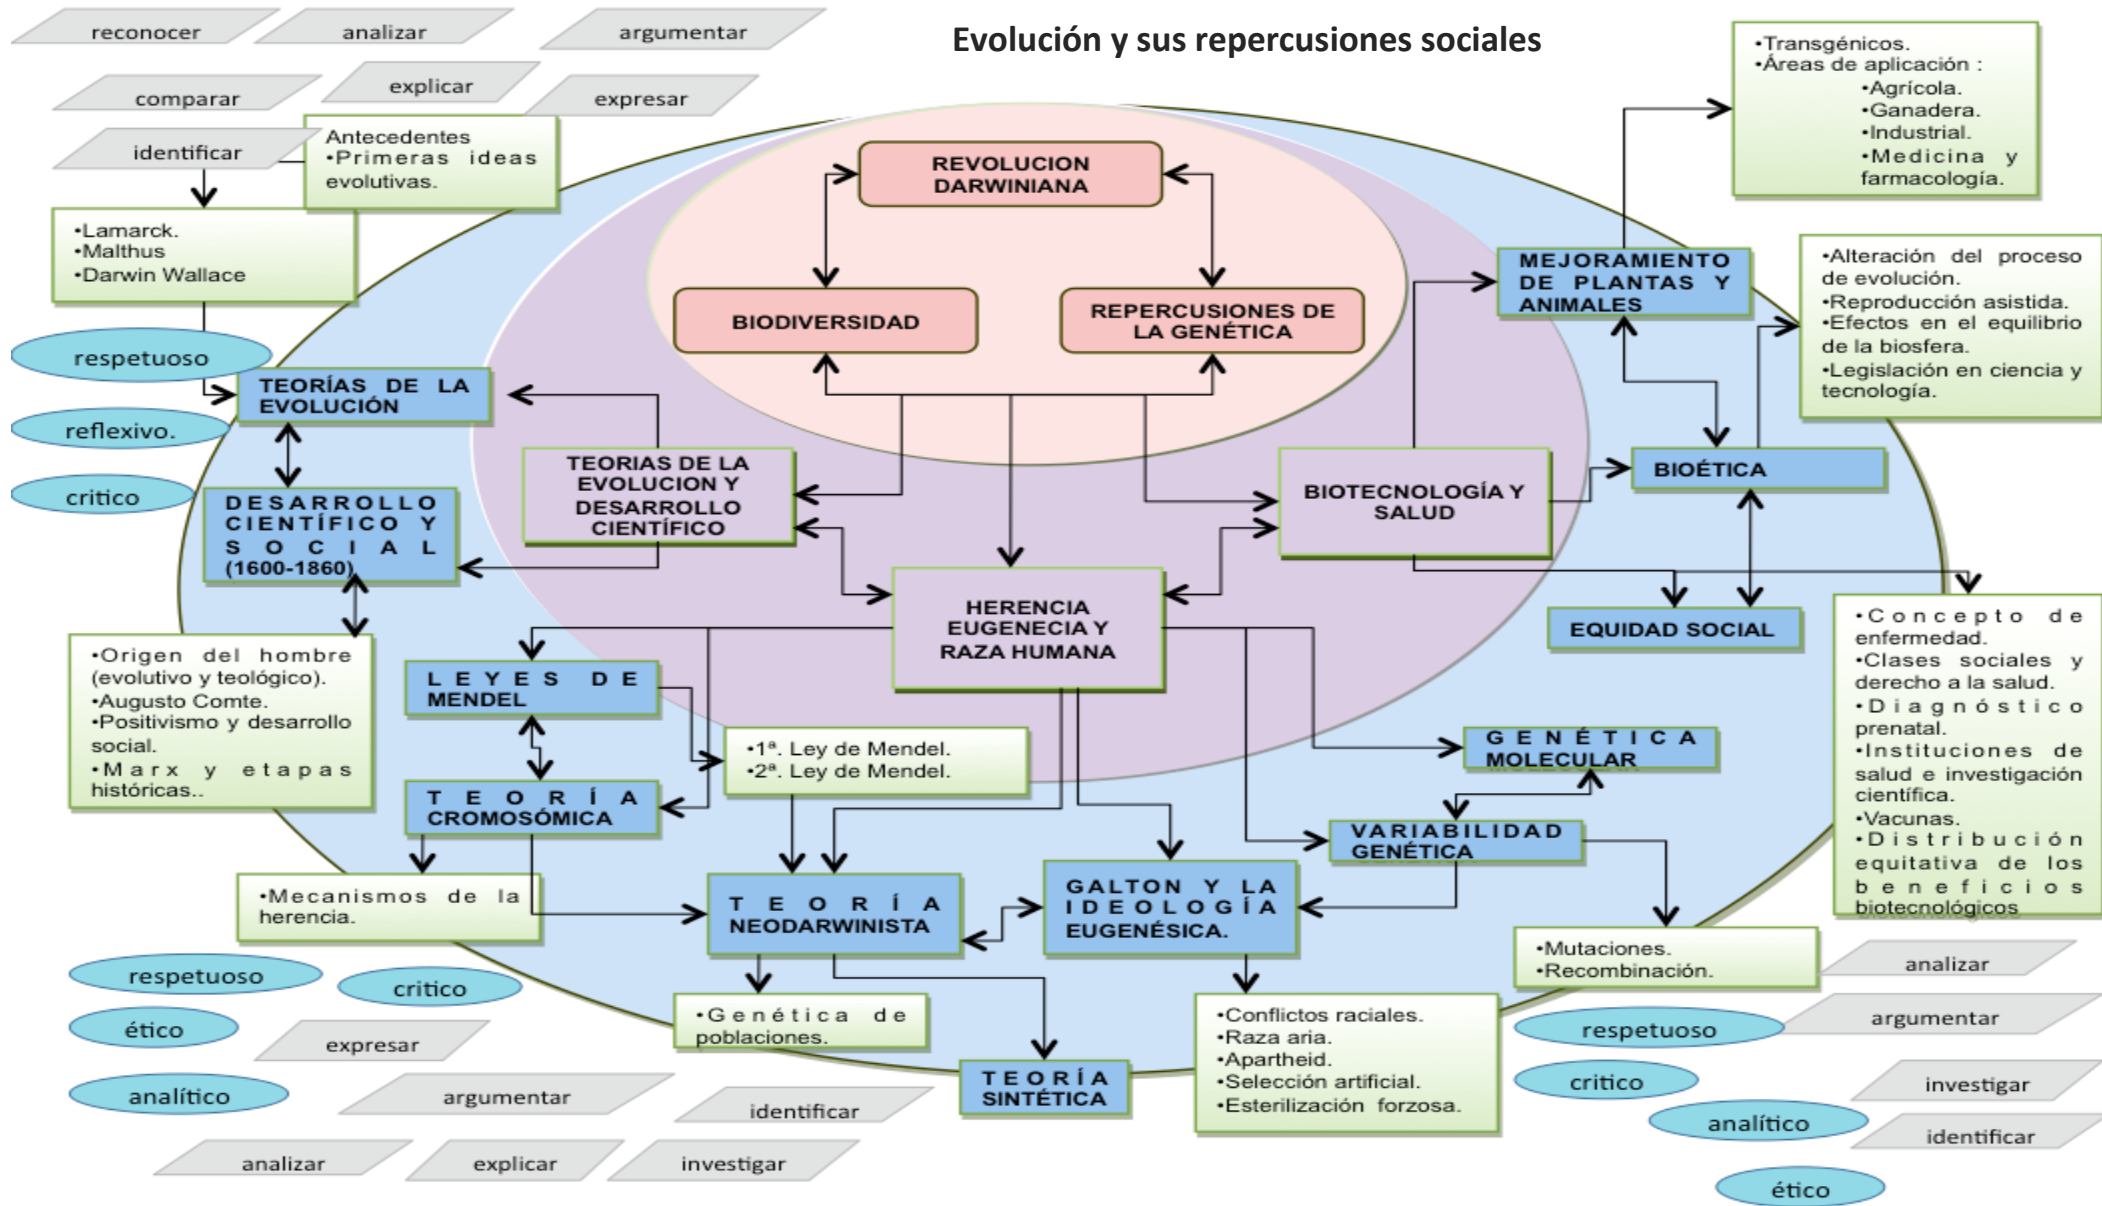 Evolución y sus repercusiones sociales
reconocer
analizar
argumentar
comparar
explicar
expresar
identificar
Antecedentes
•Primeras ideas
evolutivas.
•Lamarck.
•Malthus
•Darwin Wallace
respetuoso
reflexivo.
critico
TEORÍAS DE LA
EVOLUCIÓN
DESARROLLO
CIENTÍFICO Y
SOCIAL
(1600-1860)
•Origen del hombre
(evolutivo y teológico).
•Augusto Comte.
•Positivismo y desarrollo
social.
•Marx y etapas
históricas..
REVOLUCION
DARWINIANA
BIODIVERSIDAD
REPERCUSIONES DE
LA GENÉTICA
TEORIAS DE LA
EVOLUCION Y
DESARROLLO
CIENTÍFICO
BIOTECNOLOGÍA Y
SALUD
HERENCIA
EUGENECIA Y
RAZA HUMANA
•Transgénicos.
•Áreas de aplicación :
•Agrícola.
•Ganadera.
•Industrial.
•Medicina y
farmacología.
MEJORAMIENTO
DE PLANTAS Y
ANIMALES
•Alteración del proceso
de evolución.
•Reproducción asistida.
•Efectos en el equilibrio
de la biosfera.
•Legislación en ciencia y
tecnología.
BIOÉTICA
EQUIDAD SOCIAL
•Concepto de
enfermedad.
•Clases sociales y
derecho a la salud.
•Diagnóstico
prenatal.
•Instituciones de
salud e investigación
científica.
•Vacunas.
•Distribución
equitativa de los
beneficios
biotecnológicos
LEYES DE
MENDEL
•1ª. Ley de Mendel.
•2ª. Ley de Mendel.
TEORÍA
CROMOSÓMICA
•Mecanismos de la
herencia.
TEORÍA
NEODARWINISTA
•Genética de
poblaciones.
TEORÍA
SINTÉTICA
GALTON Y LA
IDEOLOGÍA
EUGENÉSICA.
•Conflictos raciales.
•Raza aria.
•Apartheid.
•Selección artificial.
•Esterilización forzosa.
GENÉTICA
MOLECULAR
VARIABILIDAD
GENÉTICA
•Mutaciones.
•Recombinación.
respetuoso
critico
ético
expresar
analítico
argumentar
identificar
analizar
explicar
investigar
analizar
respetuoso
argumentar
critico
investigar
analítico
identificar
ético